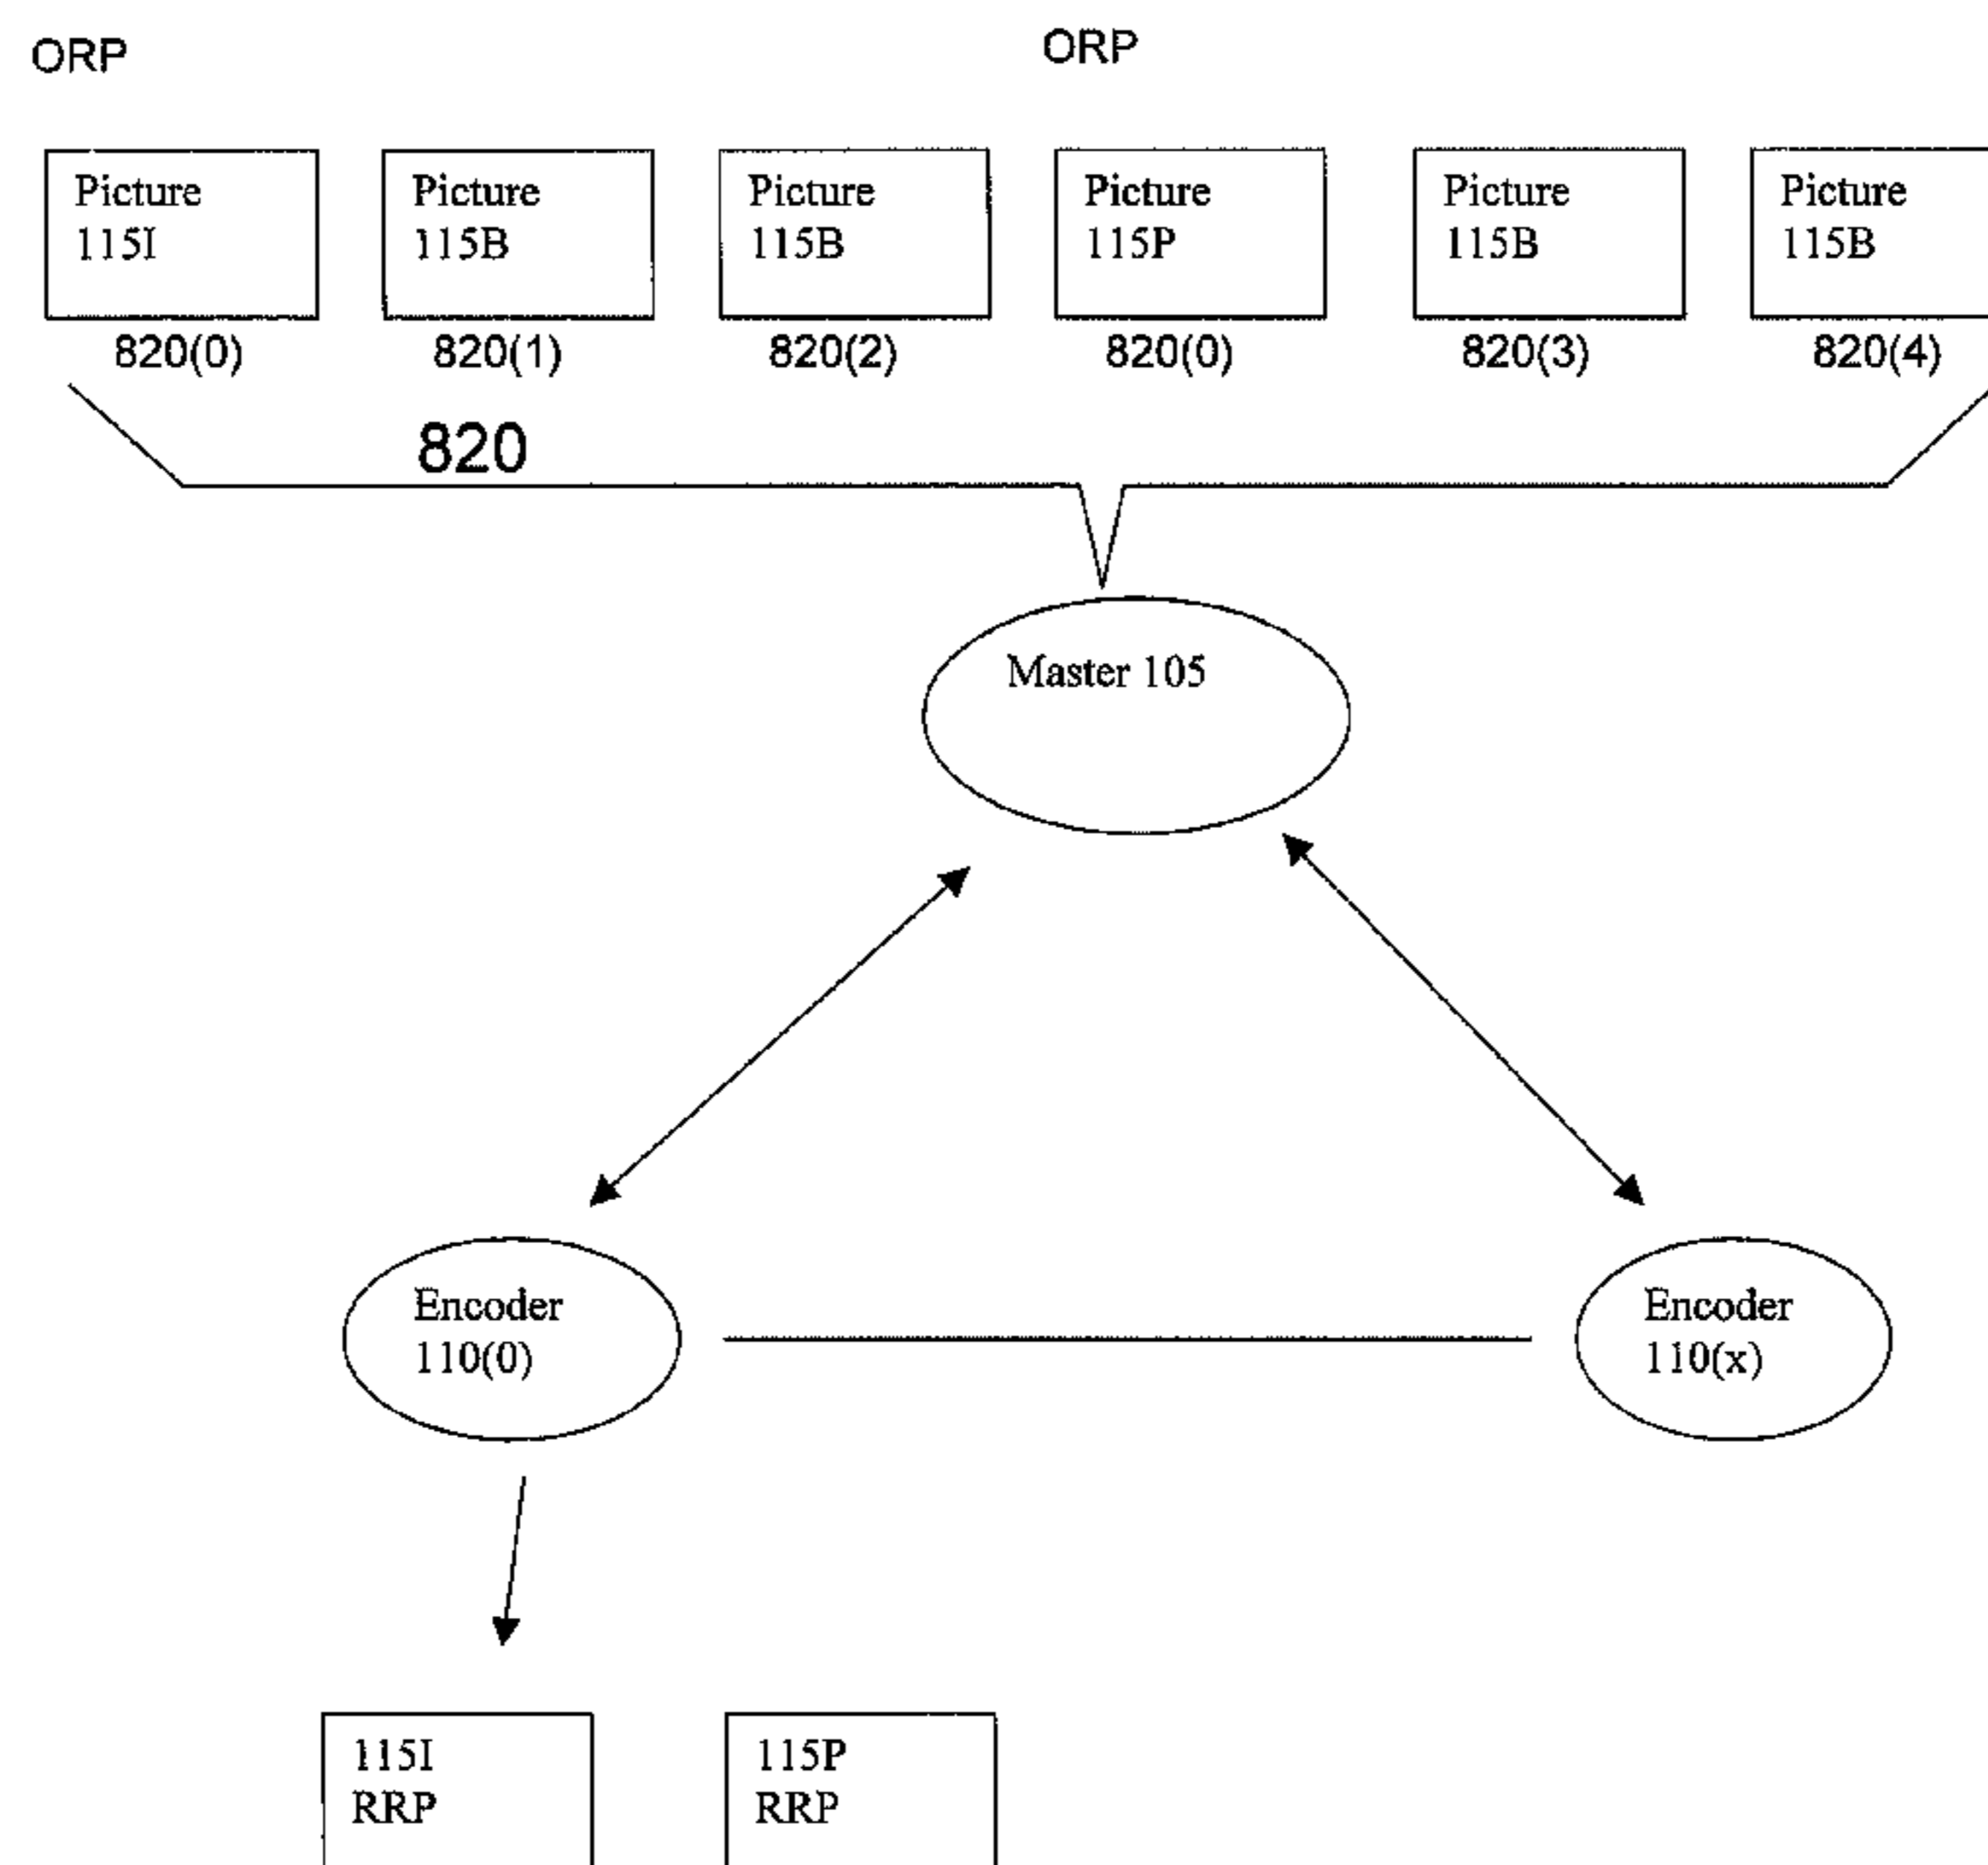 ORP
ORP
Picture
115I
Picture
115B
Picture
115B
Picture
115P
Picture
115B
Picture
115B
820(0)
820(1)
820(2)
820(0)
820(3)
820(4)
820
Master 105
Encoder
110(0)
Encoder
110(x)
115I
RRP
115P
RRP